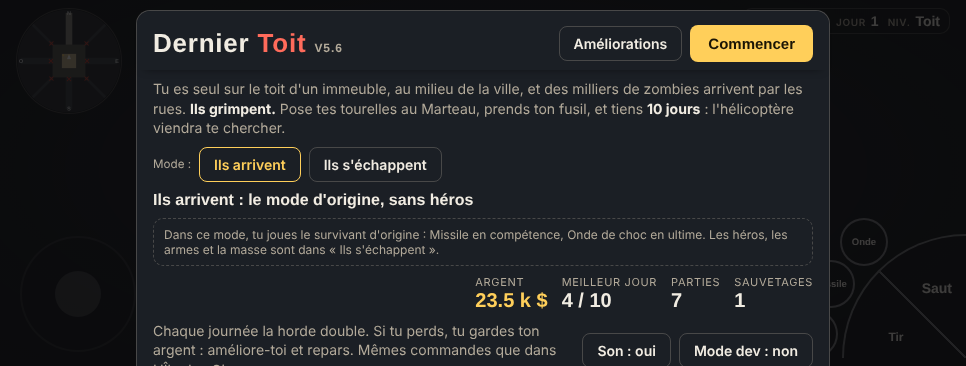 Dernier Toit V5.6
Améliorations
Commencer
JOUR 1 NIV. Toit
Tu es seul sur le toit d'un immeuble, au milieu de la ville, et des milliers de zombies arrivent par les
rues. Ils grimpent. Pose tes tourelles au Marteau, prends ton fusil, et tiens 10 jours : l'hélicoptère
viendra te chercher.
Mode :
Ils arrivent
Ils s'échappent
Ils arrivent : le mode d'origine, sans héros
Dans ce mode, tu joues le survivant d'origine : Missile en compétence, Onde de choc en ultime. Les héros, les
armes et la masse sont dans « Ils s'échappent ».
ARGENT MEILLEUR JOUR PARTIES SAUVETAGES
23.5 k $ 4 / 10 7 1
Chaque journée la horde double. Si tu perds, tu gardes ton
argent : améliore-toi et repars. Mêmes commandes que dans
Son : oui
Mode dev : non
Onde
Saut
Tir